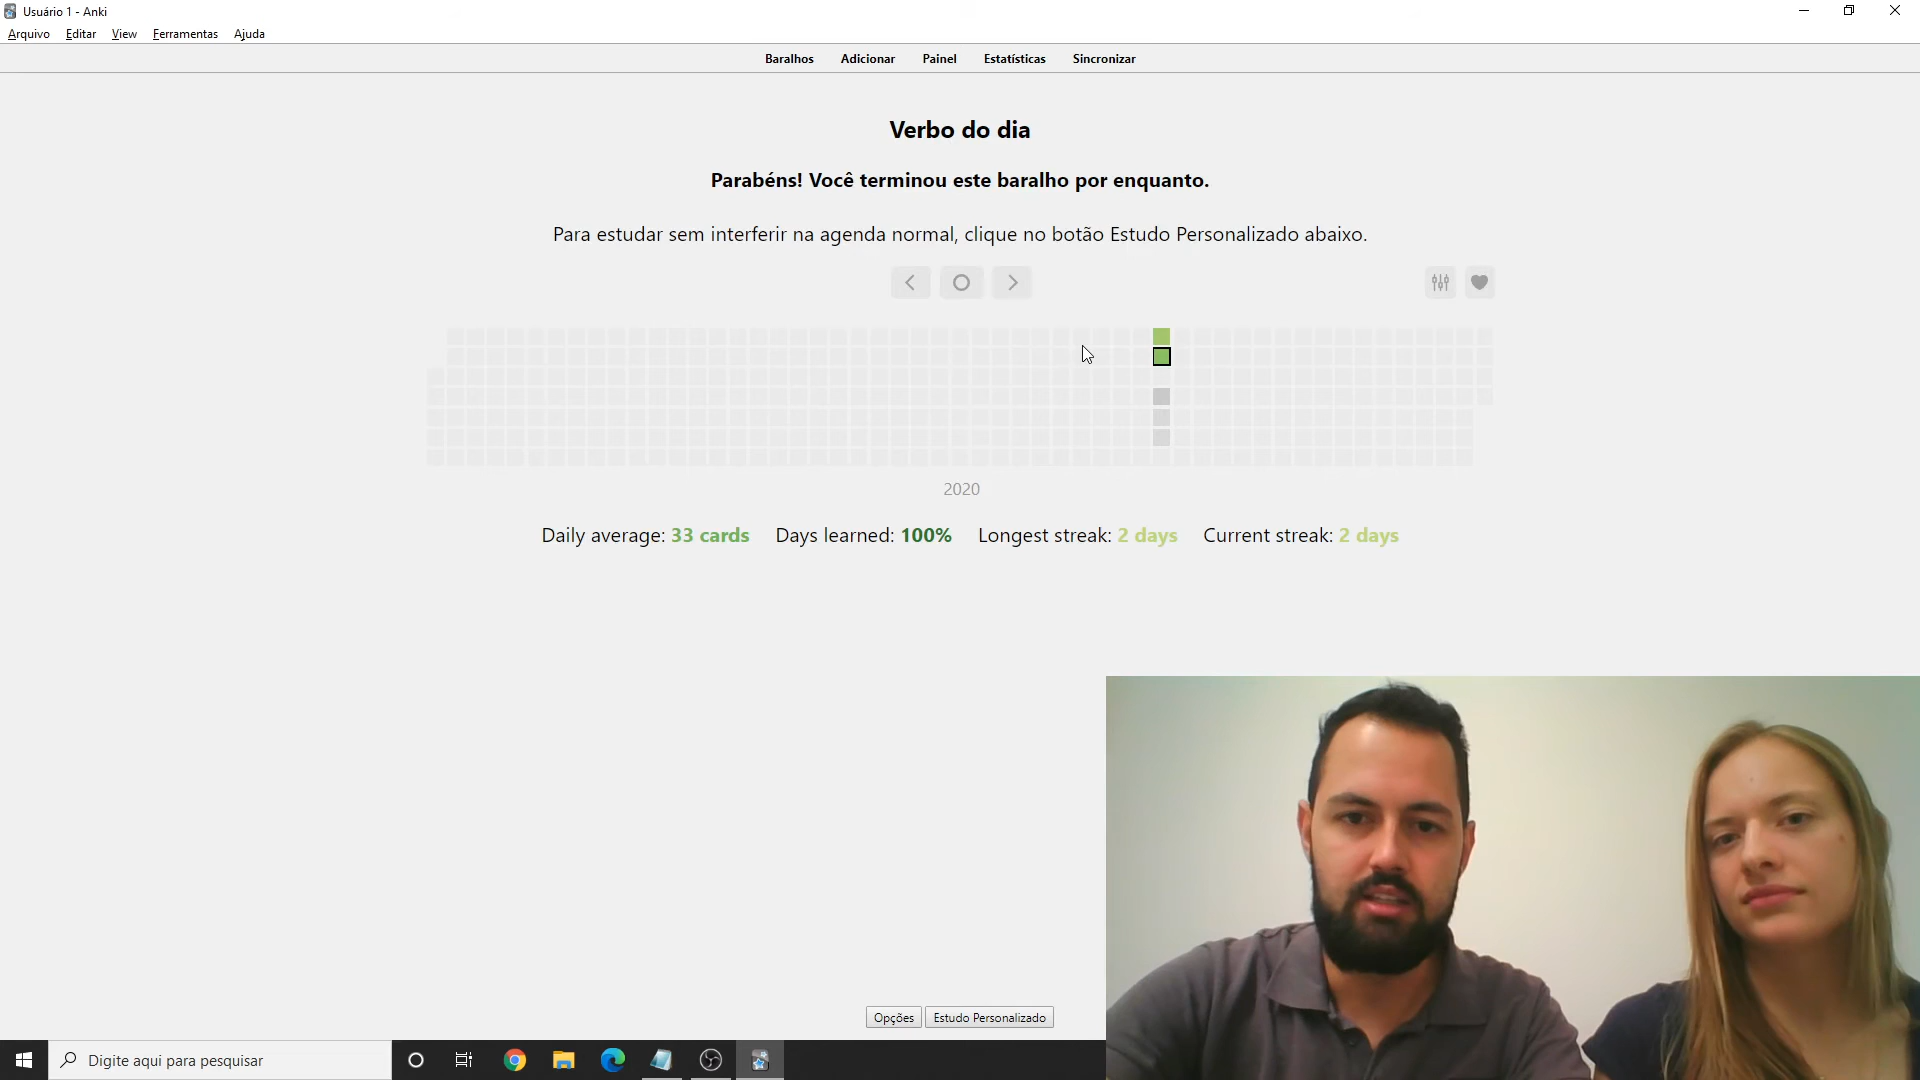 Usuário 1 - Anki
Arquivo Editar View Ferramentas Ajuda
Baralhos Adicionar Painel Estatísticas Sincronizar
Verbo do dia
Parabéns! Você terminou este baralho por enquanto.
Para estudar sem interferir na agenda normal, clique no botão Estudo Personalizado abaixo.
2020
Daily average: 33 cards Days learned: 100% Longest streak: 2 days Current streak: 2 days
Opções Estudo Personalizado
Digite aqui para pesquisar